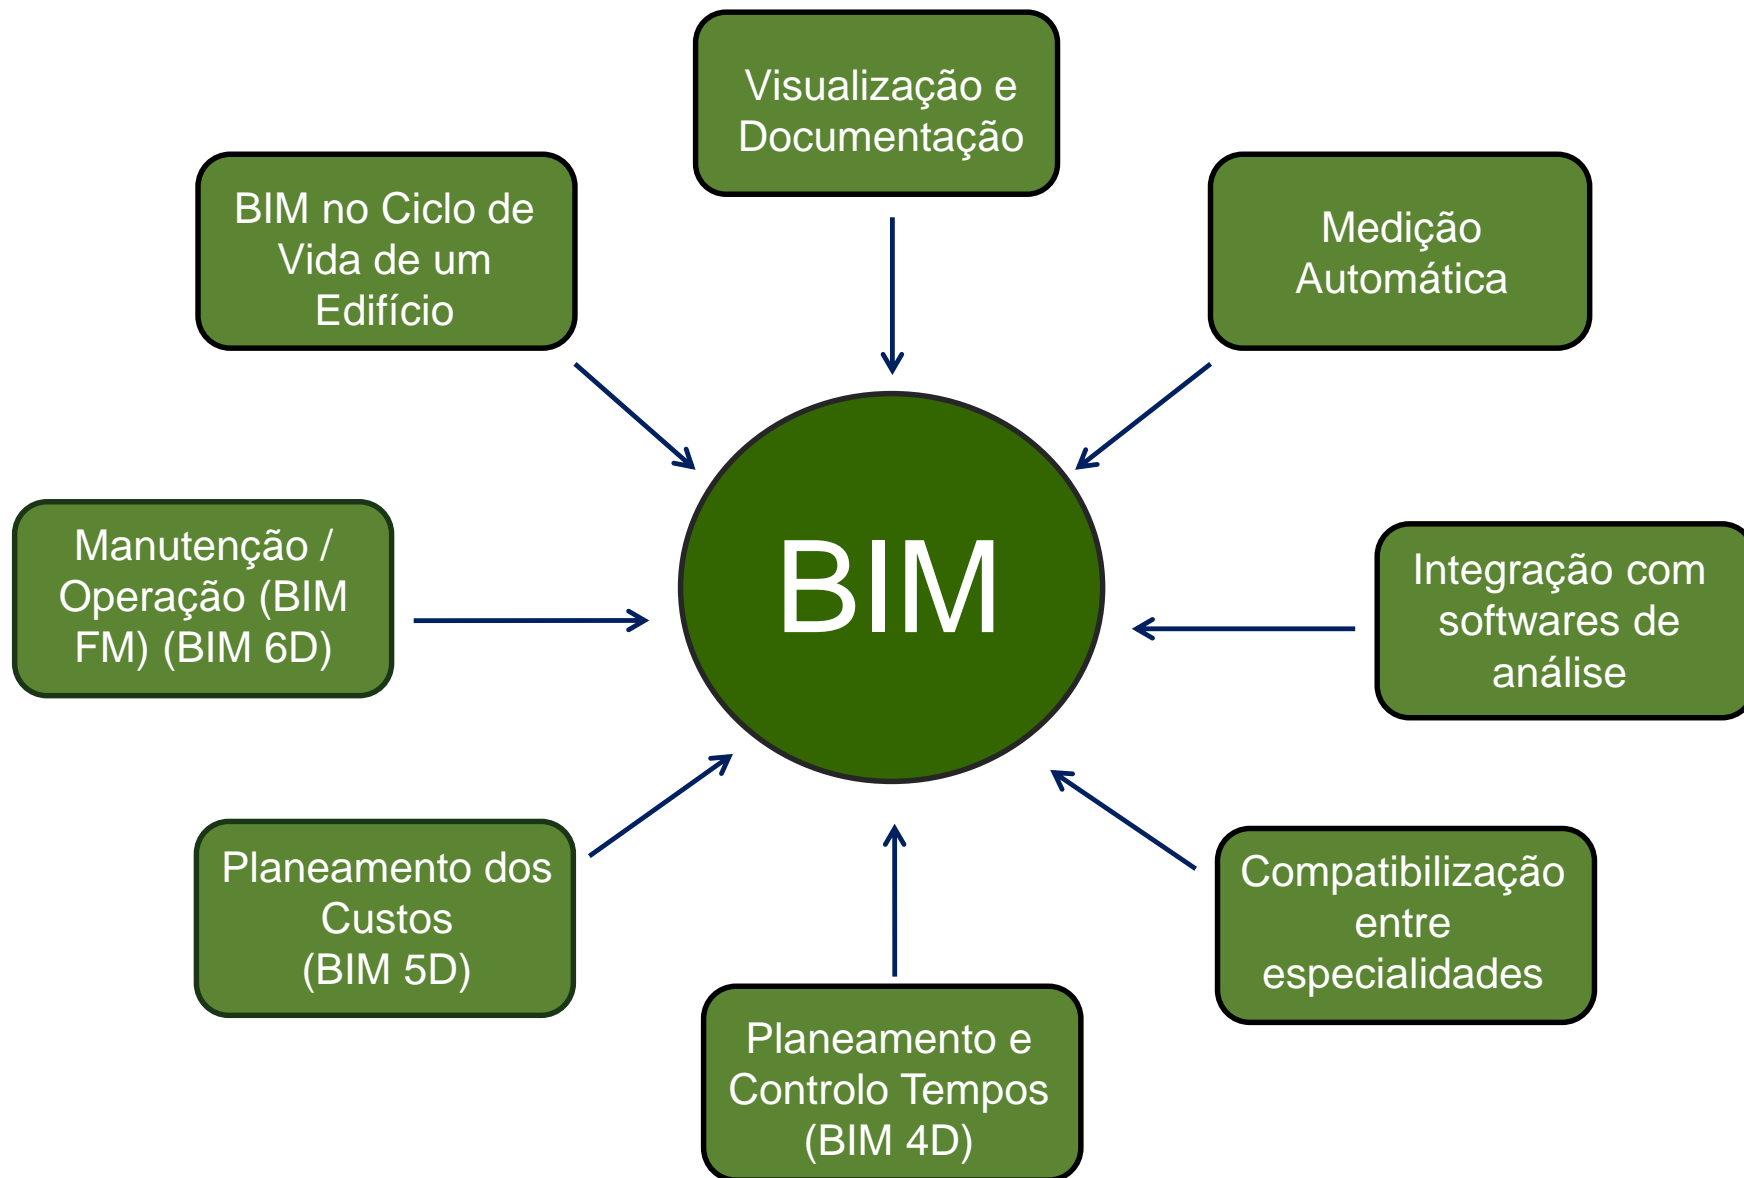 Visualização e
Documentação
BIM no Ciclo de
Vida de um
Edifício
Medição
Automática
BIM
Manutenção /
Operação (BIM
FM) (BIM 6D)
Integração com
softwares de
análise
Planeamento dos
Custos
(BIM 5D)
Compatibilização
entre
especialidades
Planeamento e
Controlo Tempos
(BIM 4D)